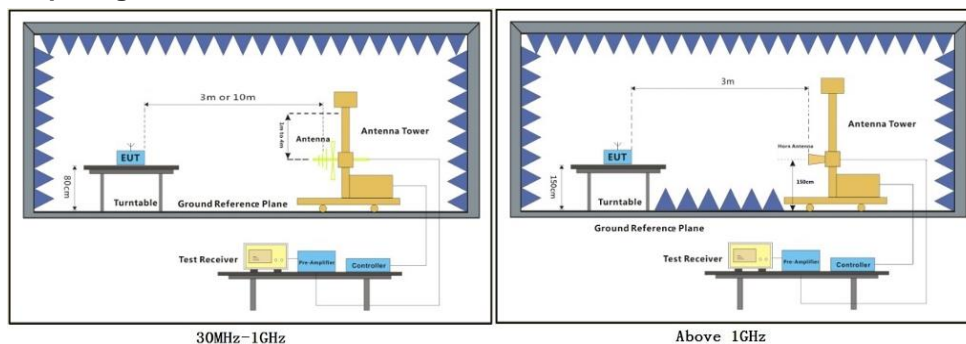 3m or 10m
1m to 4m
Antenna
Antenna Tower
EUT
80cm
Turntable
Ground Reference Plane
Test Receiver
Pre-Amplifier
Controller
30MHz-1GHz
3m
Antenna Tower
Horn Antenna
EUT
150cm
150cm
Turntable
Ground Reference Plane
Test Receiver
Pre-Amplifier
Controller
Above 1GHz